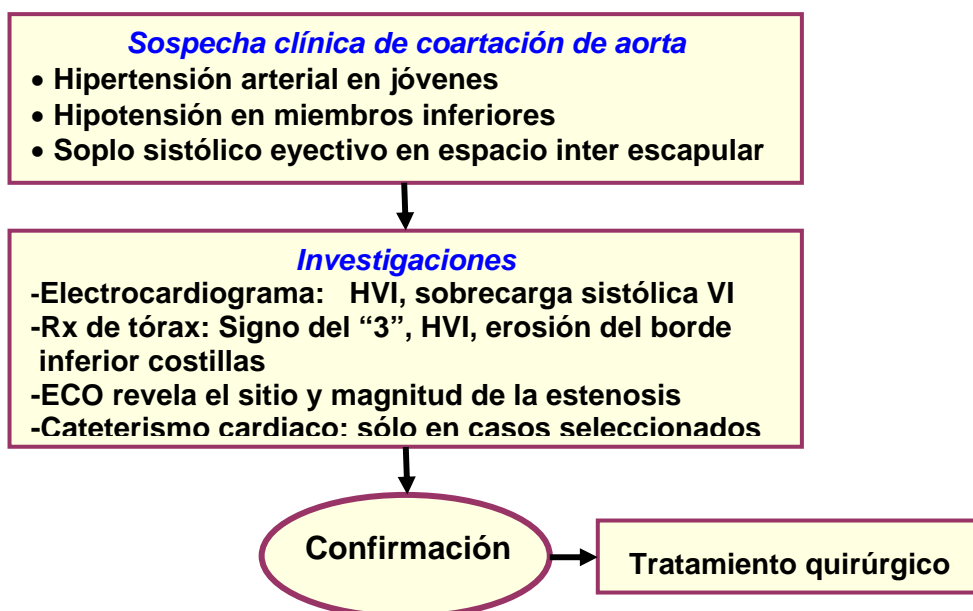 Sospecha clínica de coartación de aorta
• Hipertensión arterial en jóvenes
• Hipotensión en miembros inferiores
• Soplo sistólico eyectivo en espacio inter escapular
Investigaciones
-Electrocardiograma: HVI, sobrecarga sistólica VI
-Rx de tórax: Signo del “3”, HVI, erosión del borde
inferior costillas
-ECO revela el sitio y magnitud de la estenosis
-Cateterismo cardiaco: sólo en casos seleccionados
Confirmación
Tratamiento quirúrgico